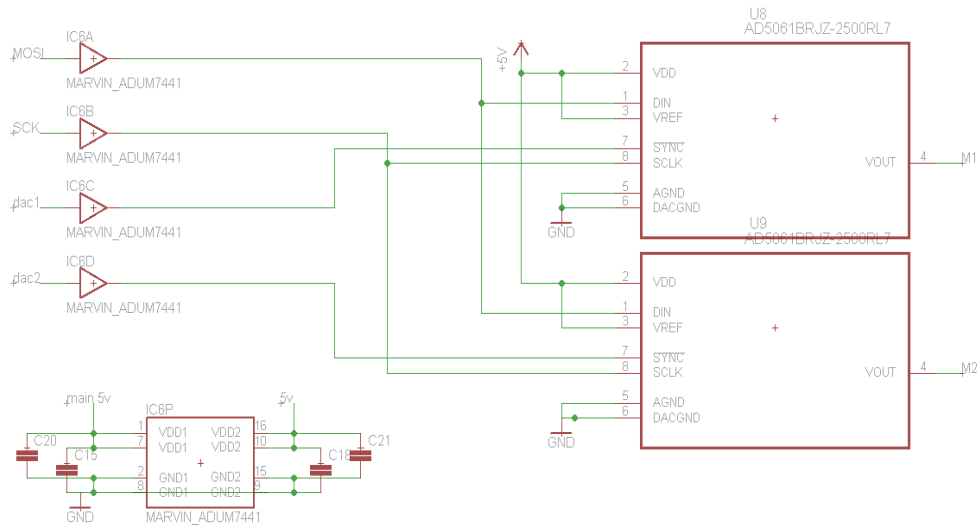 U8
AD5061BRJZ-2500RL7
MOSI
IC6A
MARVIN_ADUM7441
+5V
2 VDD
1 DIN
3 VREF
SCK
IC6B
MARVIN_ADUM7441
7 SYNC
8 SCLK
VOUT 4 M1
dac1
IC6C
MARVIN_ADUM7441
5 AGND
6 DACGND
GND
U9
AD5061BRJZ-2500RL7
dac2
IC6D
MARVIN_ADUM7441
2 VDD
1 DIN
3 VREF
7 SYNC
8 SCLK
VOUT 4 M2
5 AGND
6 DACGND
GND
main 5v
IC6P
5v
C20
C15
1 VDD1 VDD2 16
7 VDD1 VDD2 10
C18
C21
2 GND1 GND2 15
8 GND1 GND2 9
GND
MARVIN_ADUM7441